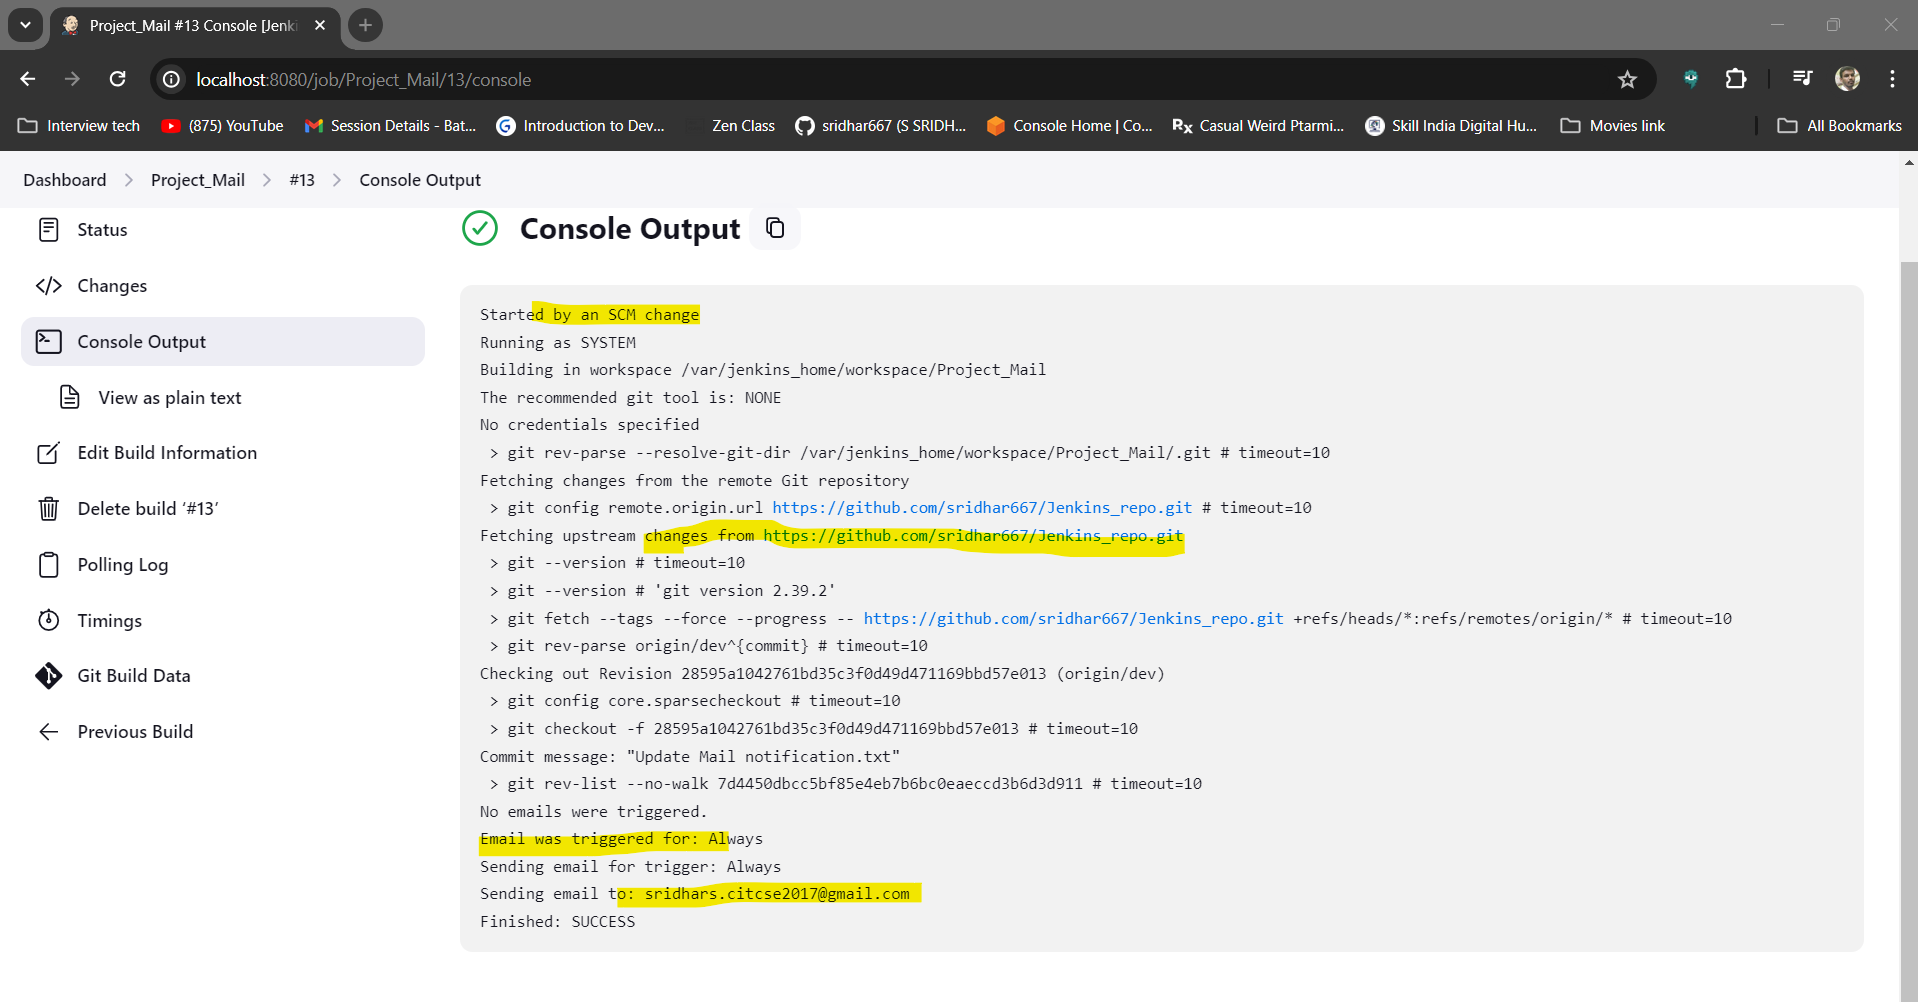 Project_Mail #13 Console [Jenki
localhost:8080/job/Project_Mail/13/console
Interview tech
(875) YouTube
Session Details - Bat...
Introduction to Dev...
Zen Class
sridhar667 (S SRIDH...
Console Home | Co...
Rx Casual Weird Ptarmi...
Skill India Digital Hu...
Movies link
All Bookmarks
Dashboard > Project_Mail > #13 > Console Output
Status
Changes
Console Output
View as plain text
Edit Build Information
Delete build ‘#13’
Polling Log
Timings
Git Build Data
Previous Build
Console Output
Started by an SCM change
Running as SYSTEM
Building in workspace /var/jenkins_home/workspace/Project_Mail
The recommended git tool is: NONE
No credentials specified
> git rev-parse --resolve-git-dir /var/jenkins_home/workspace/Project_Mail/.git # timeout=10
Fetching changes from the remote Git repository
> git config remote.origin.url https://github.com/sridhar667/Jenkins_repo.git # timeout=10
Fetching upstream changes from https://github.com/sridhar667/Jenkins_repo.git
> git --version # timeout=10
> git --version # 'git version 2.39.2'
> git fetch --tags --force --progress -- https://github.com/sridhar667/Jenkins_repo.git +refs/heads/*:refs/remotes/origin/* # timeout=10
> git rev-parse origin/dev^{commit} # timeout=10
Checking out Revision 28595a1042761bd35c3f0d49d471169bbd57e013 (origin/dev)
> git config core.sparsecheckout # timeout=10
> git checkout -f 28595a1042761bd35c3f0d49d471169bbd57e013 # timeout=10
Commit message: "Update Mail notification.txt"
> git rev-list --no-walk 7d4450dbcc5bf85e4eb7b6bc0eaeccd3b6d3d911 # timeout=10
No emails were triggered.
Email was triggered for: Always
Sending email for trigger: Always
Sending email to: sridhars.citcse2017@gmail.com
Finished: SUCCESS